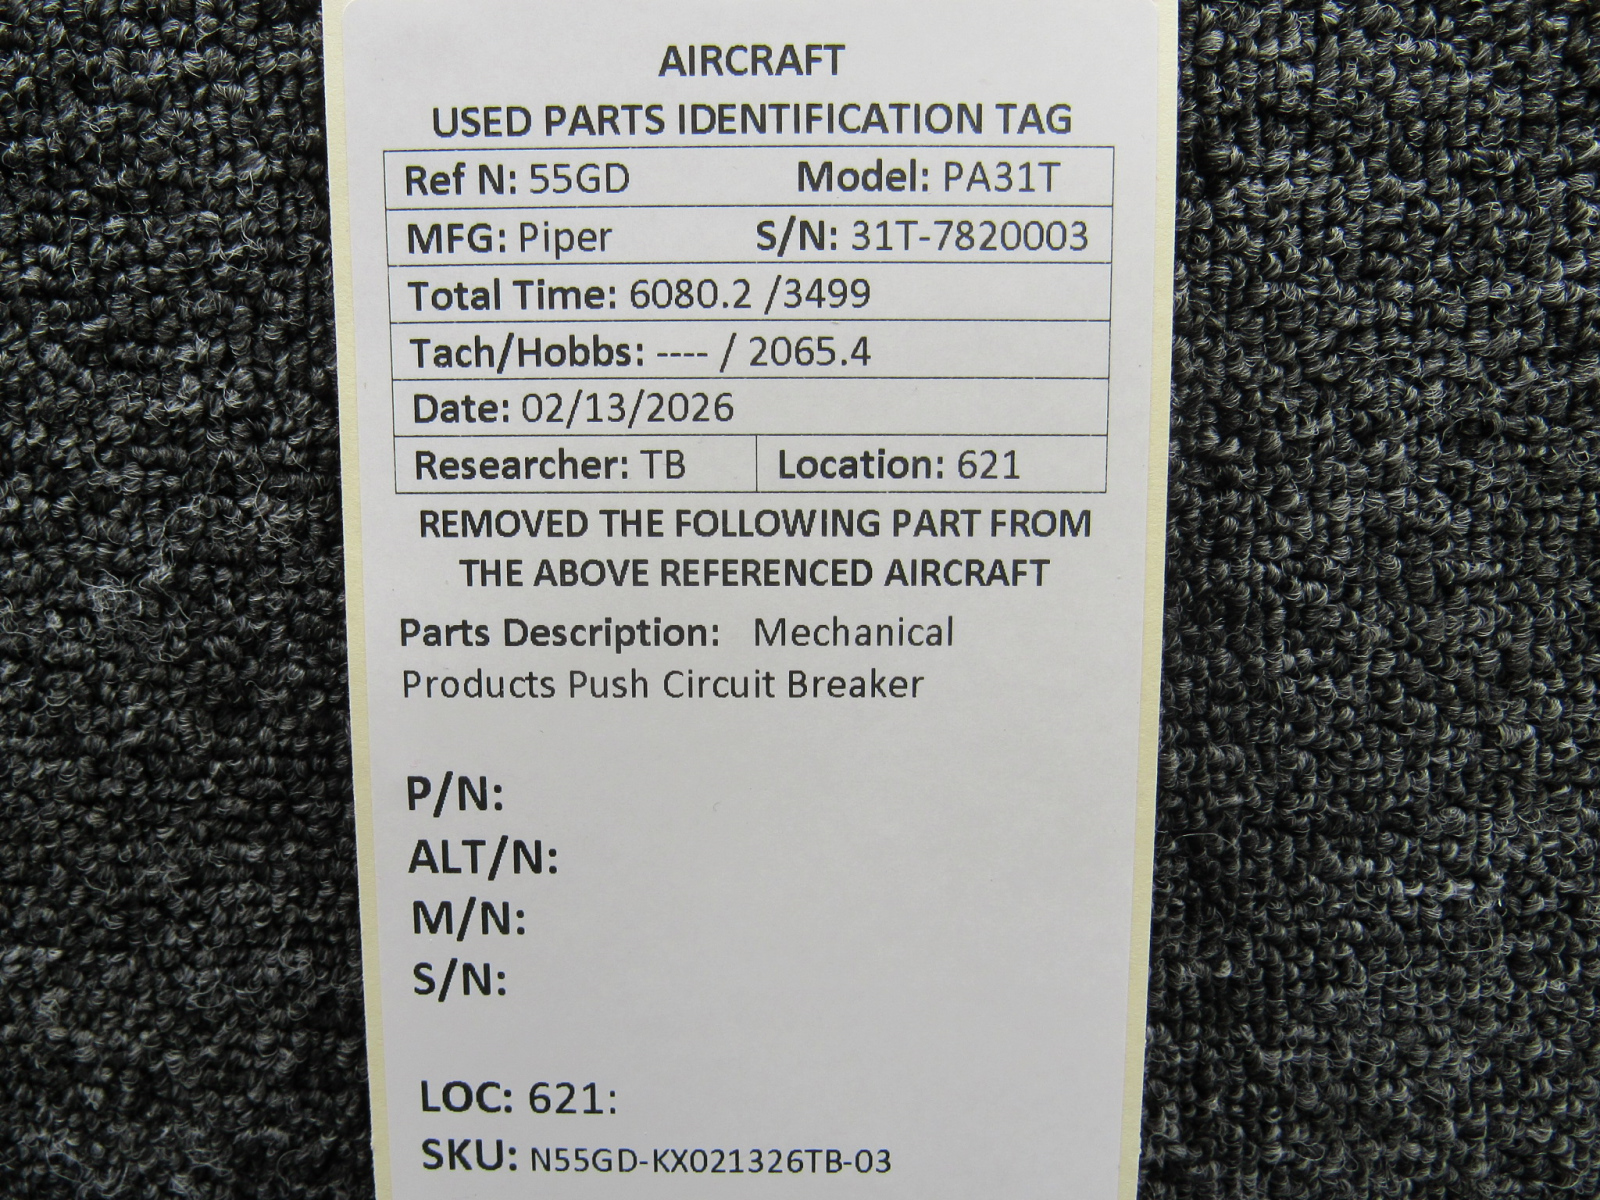 AIRCRAFT
USED PARTS IDENTIFICATION TAG
Ref N: 55GD Model: PA31T
MFG: Piper S/N: 31T-7820003
Total Time: 6080.2 /3499
Tach/Hobbs: ---- / 2065.4
Date: 02/13/2026
Researcher: TB Location: 621
REMOVED THE FOLLOWING PART FROM
THE ABOVE REFERENCED AIRCRAFT
Parts Description: Mechanical
Products Push Circuit Breaker
P/N:
ALT/N:
M/N:
S/N:
LOC: 621:
SKU: N55GD-KX021326TB-03